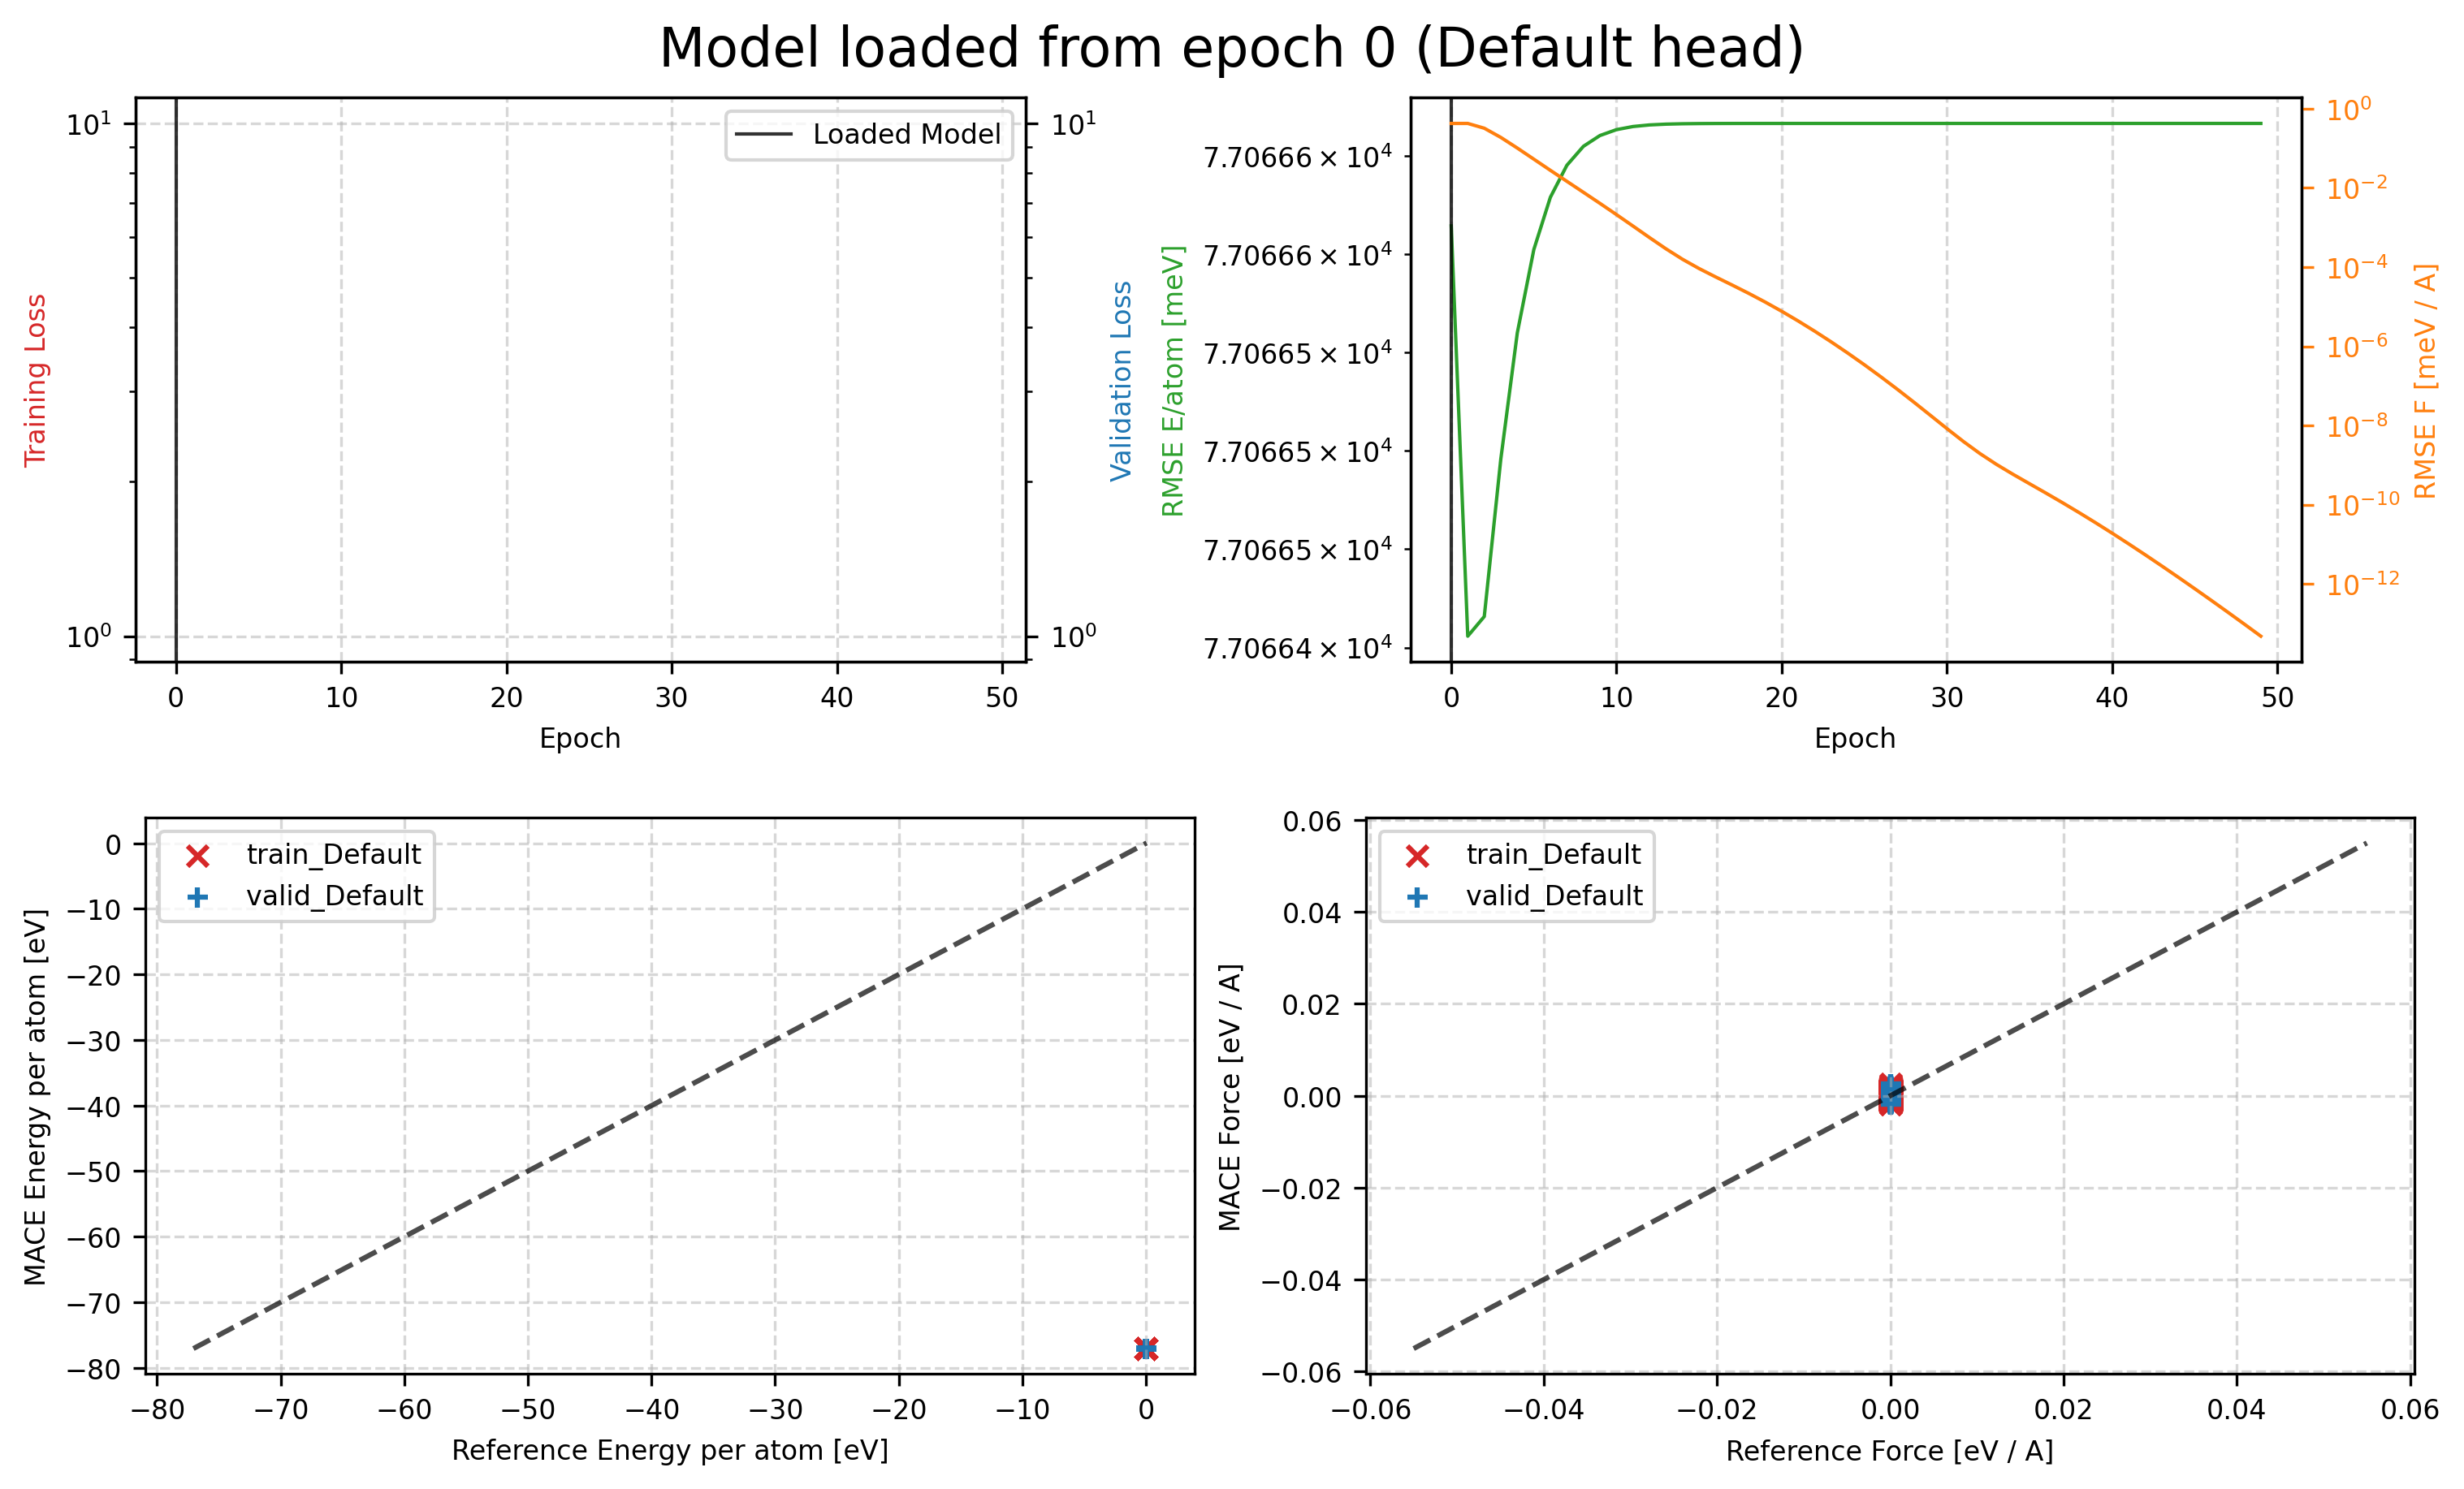 Model loaded from epoch 0 (Default head)
Training Loss
10¹
10⁰
Loaded Model
10¹
10⁰
Validation Loss
0 10 20 30 40 50
Epoch
RMSE E/atom [meV]
7.70666 × 10⁴
7.70666 × 10⁴
7.70665 × 10⁴
7.70665 × 10⁴
7.70665 × 10⁴
7.70664 × 10⁴
10⁰
10⁻²
10⁻⁴
10⁻⁶
10⁻⁸
10⁻¹⁰
10⁻¹²
RMSE F [meV / A]
0 10 20 30 40 50
Epoch
MACE Energy per atom [eV]
0
−10
−20
−30
−40
−50
−60
−70
−80
train_Default
valid_Default
−80 −70 −60 −50 −40 −30 −20 −10 0
Reference Energy per atom [eV]
MACE Force [eV / A]
0.06
0.04
0.02
0.00
−0.02
−0.04
−0.06
train_Default
valid_Default
−0.06 −0.04 −0.02 0.00 0.02 0.04 0.06
Reference Force [eV / A]